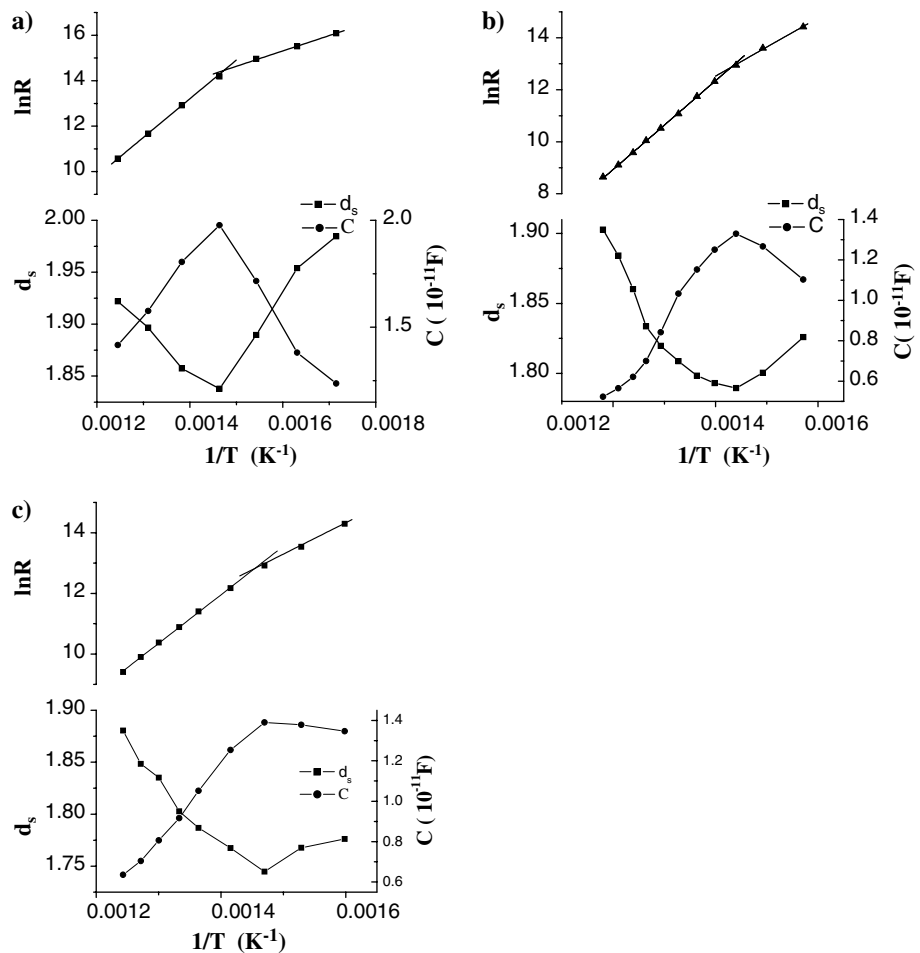 a)
16
14
12
10
lnR
d_s
C
2.00
1.95
1.90
1.85
d_s
2.0
1.5
C ( 10^-11 F)
0.0012
0.0014
0.0016
0.0018
1/T (K^-1)
b)
14
12
10
8
lnR
d_s
C
1.90
1.85
1.80
d_s
1.4
1.2
1.0
0.8
0.6
C( 10^-11 F)
0.0012
0.0014
0.0016
1/T (K^-1)
c)
14
12
10
lnR
d_s
C
1.90
1.85
1.80
1.75
d_s
1.4
1.2
1.0
0.8
0.6
C ( 10^-11 F)
0.0012
0.0014
0.0016
1/T (K^-1)